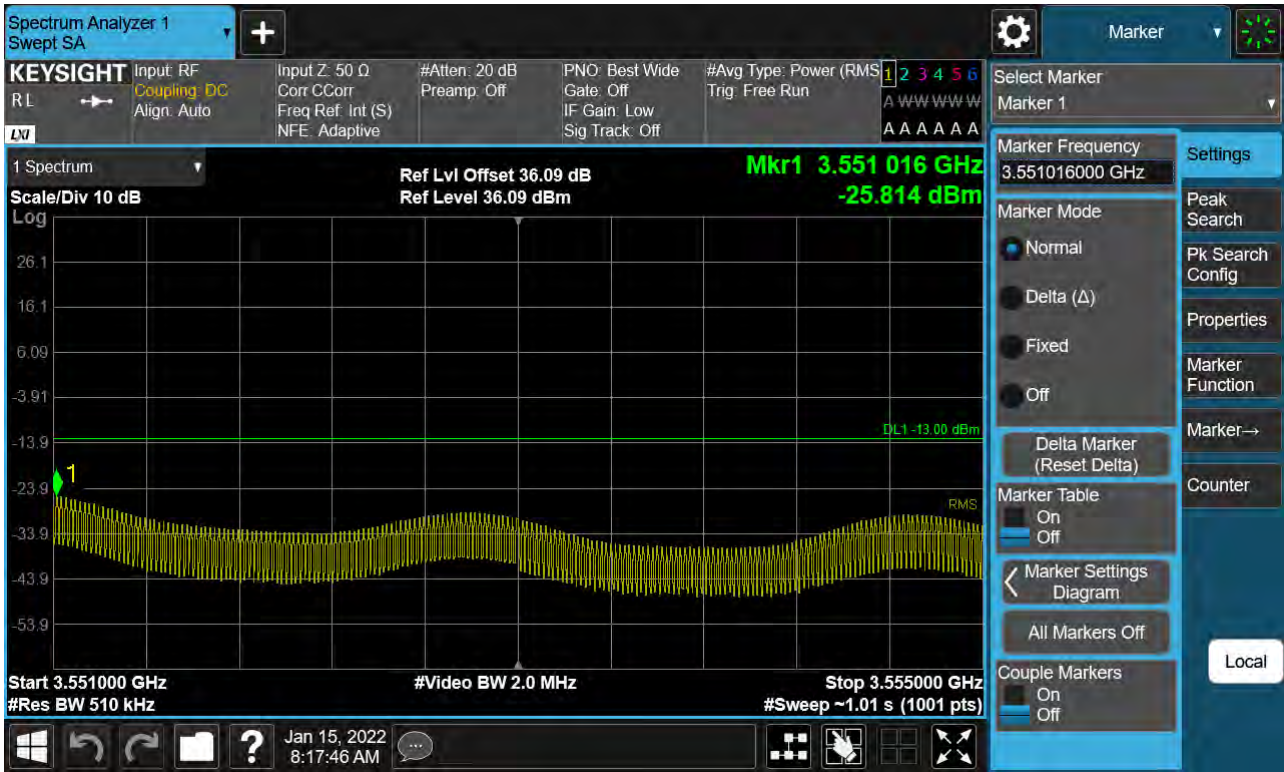 Spectrum Analyzer 1
Swept SA
Marker
KEYSIGHT
RL
LXI
Input: RF
Coupling: DC
Align: Auto
Input Z: 50 Ω
Corr CCorr
Freq Ref: Int (S)
NFE: Adaptive
#Atten: 20 dB
Preamp: Off
PNO: Best Wide
Gate: Off
IF Gain: Low
Sig Track: Off
#Avg Type: Power (RMS
Trig: Free Run
1 2 3 4 5 6
A W W W W W
A A A A A A
1 Spectrum
Scale/Div 10 dB
Log
Ref Lvl Offset 36.09 dB
Ref Level 36.09 dBm
Mkr1 3.551 016 GHz
-25.814 dBm
26.1
16.1
6.09
-3.91
DL1 -13.00 dBm
-13.9
1
-23.9
RMS
-33.9
-43.9
-53.9
Start 3.551000 GHz
#Video BW 2.0 MHz
Stop 3.555000 GHz
#Res BW 510 kHz
#Sweep ~1.01 s (1001 pts)
Select Marker
Marker 1
Marker Frequency
3.551016000 GHz
Marker Mode
Normal
Delta (Δ)
Fixed
Off
Delta Marker
(Reset Delta)
Marker Table
On
Off
Marker Settings
Diagram
All Markers Off
Couple Markers
On
Off
Settings
Peak
Search
Pk Search
Config
Properties
Marker
Function
Marker→
Counter
Local
?
Jan 15, 2022
8:17:46 AM